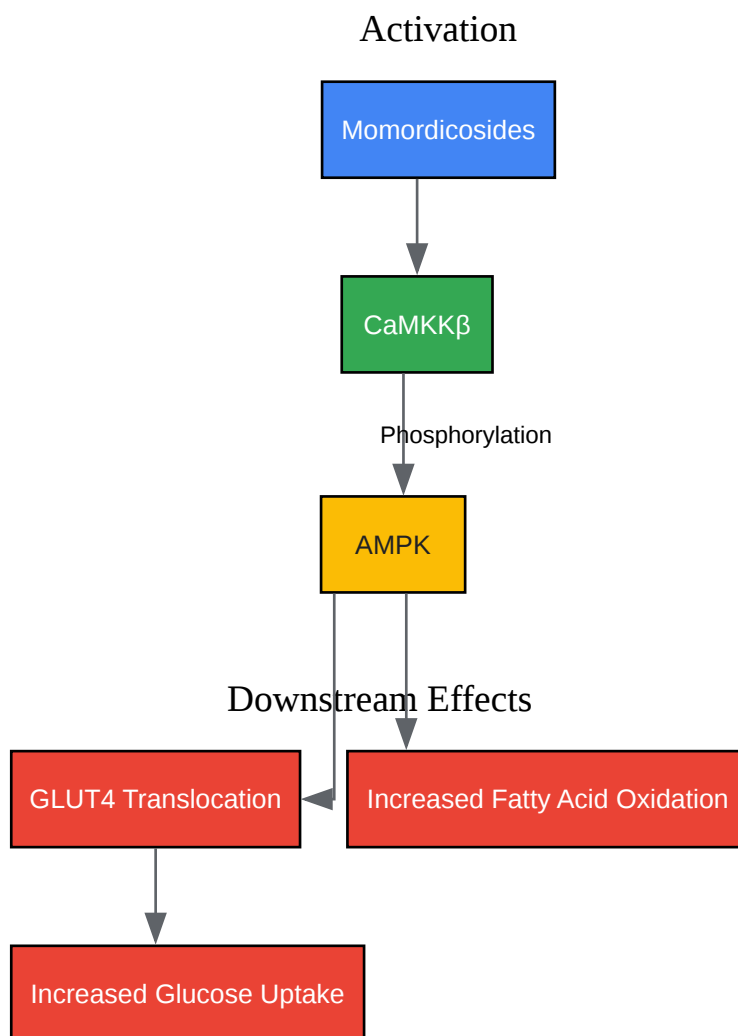 Activation
Momordicosides
CaMKKβ
Phosphorylation
AMPK
Downstream Effects
GLUT4 Translocation
Increased Fatty Acid Oxidation
Increased Glucose Uptake